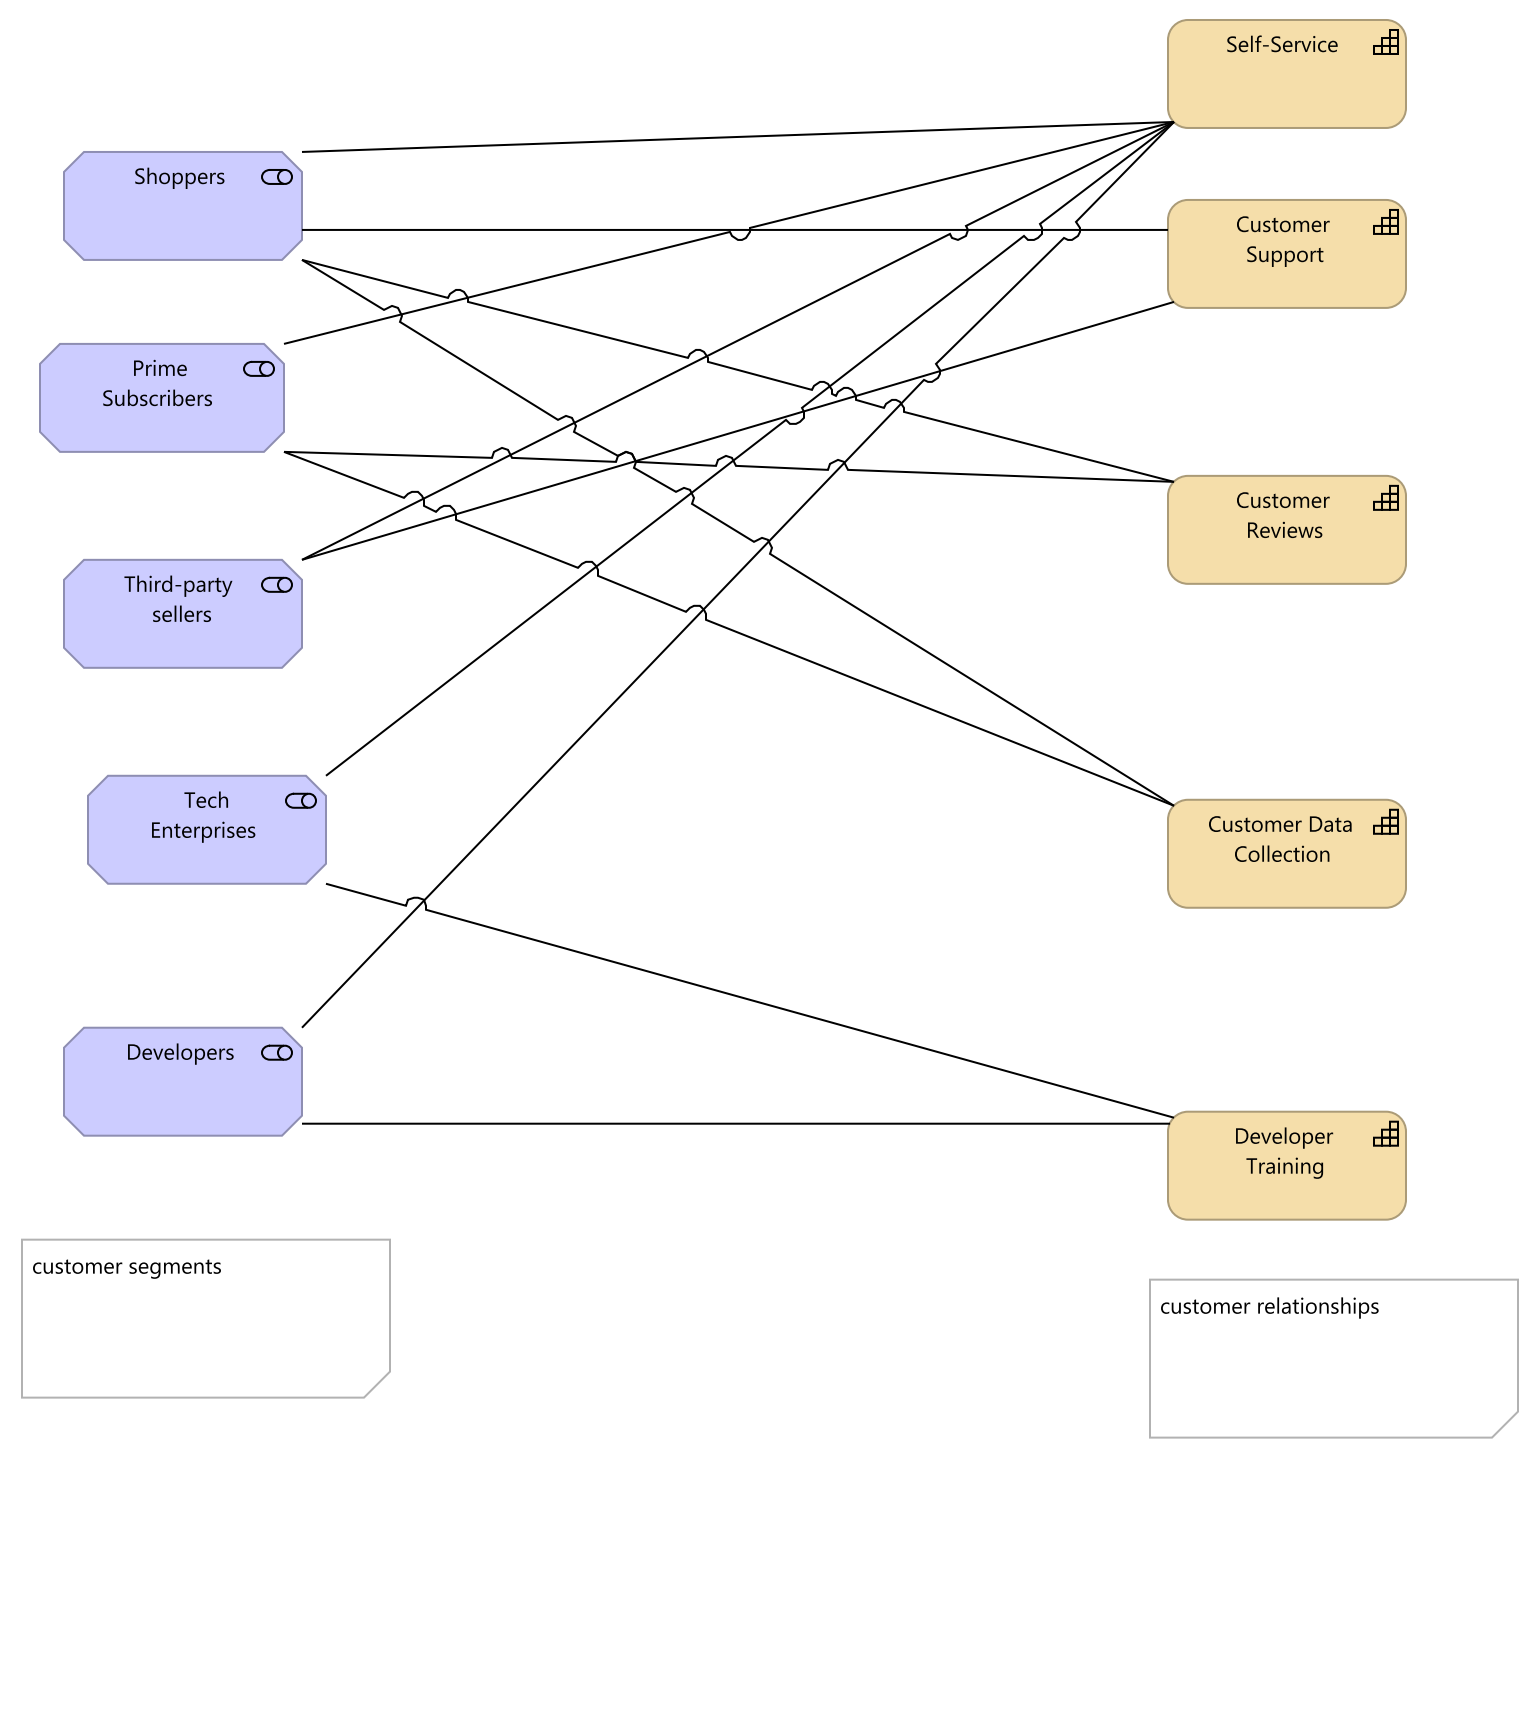 Self-Service
Shoppers
Customer
Support
Prime
Subscribers
Customer
Reviews
Third-party
sellers
Tech
Enterprises
Customer Data
Collection
Developers
Developer
Training
customer segments
customer relationships